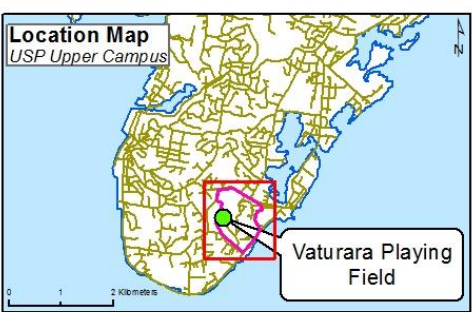 Location Map
USP Upper Campus
N
Vaturara Playing
Field
0 1 2 Kilometers